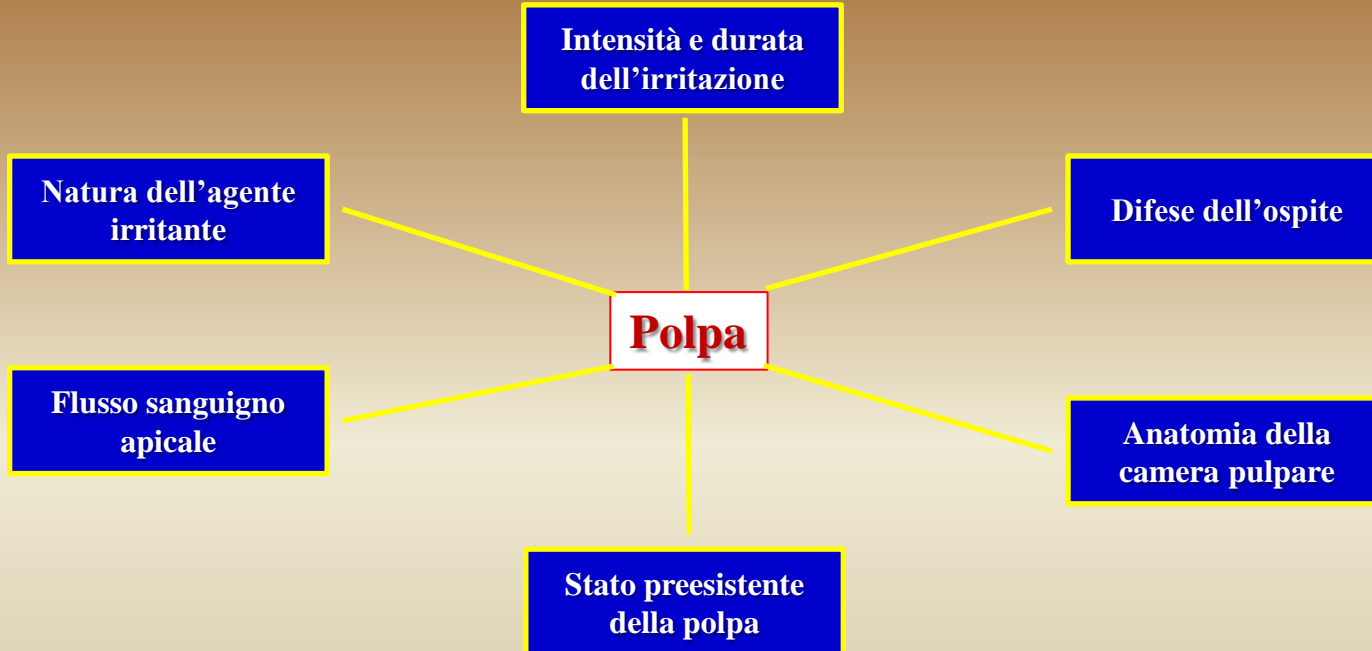 Intensità e durata
dell’irritazione
Natura dell’agente
irritante
Difese dell’ospite
Polpa
Flusso sanguigno
apicale
Anatomia della
camera pulpare
Stato preesistente
della polpa